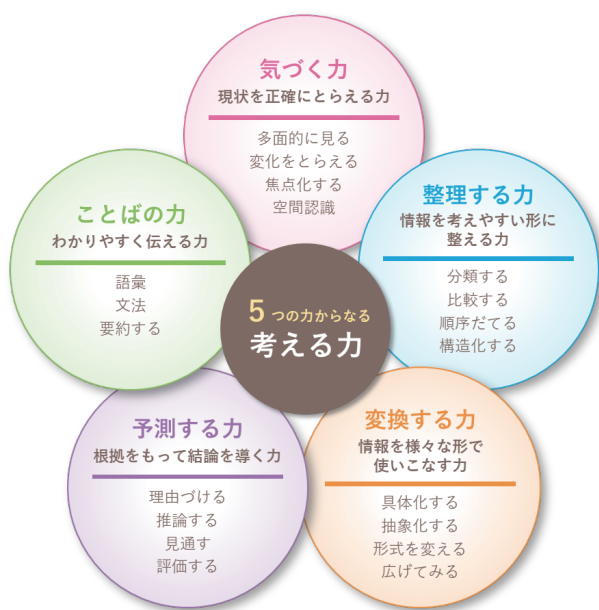 気づく力
現状を正確にとらえる力
多面的に見る
変化をとらえる
焦点化する
空間認識
整理する力
情報を考えやすい形に
整える力
分類する
比較する
順序だてる
構造化する
変換する力
情報を様々な形で
使いこなす力
具体化する
抽象化する
形式を変える
広げてみる
予測する力
根拠をもって結論を導く力
理由づける
推論する
見通す
評価する
ことばの力
わかりやすく伝える力
語彙
文法
要約する
5つの力からなる
考える力